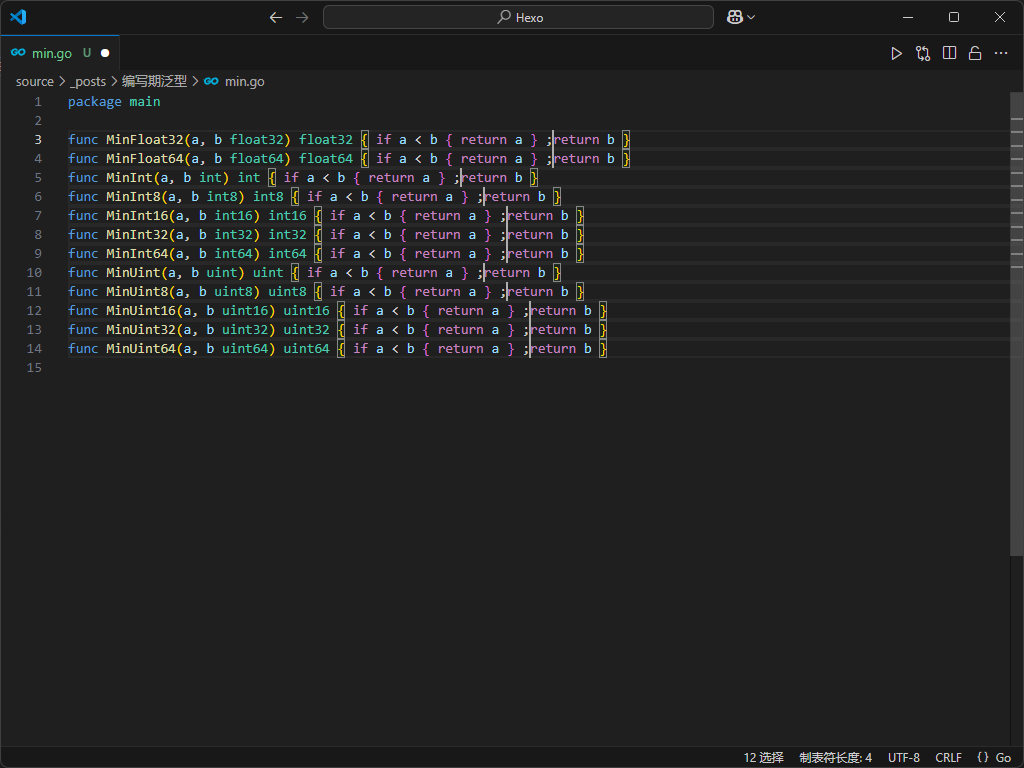 Hexo
min.go U
source > _posts > 编写期泛型 > min.go
1 package main
2
3 func MinFloat32(a, b float32) float32 { if a < b { return a } ;return b }
4 func MinFloat64(a, b float64) float64 { if a < b { return a } ;return b }
5 func MinInt(a, b int) int { if a < b { return a } ;return b }
6 func MinInt8(a, b int8) int8 { if a < b { return a } ;return b }
7 func MinInt16(a, b int16) int16 { if a < b { return a } ;return b }
8 func MinInt32(a, b int32) int32 { if a < b { return a } ;return b }
9 func MinInt64(a, b int64) int64 { if a < b { return a } ;return b }
10 func MinUint(a, b uint) uint { if a < b { return a } ;return b }
11 func MinUint8(a, b uint8) uint8 { if a < b { return a } ;return b }
12 func MinUint16(a, b uint16) uint16 { if a < b { return a } ;return b }
13 func MinUint32(a, b uint32) uint32 { if a < b { return a } ;return b }
14 func MinUint64(a, b uint64) uint64 { if a < b { return a } ;return b }
15
12 选择 制表符长度: 4 UTF-8 CRLF {} Go